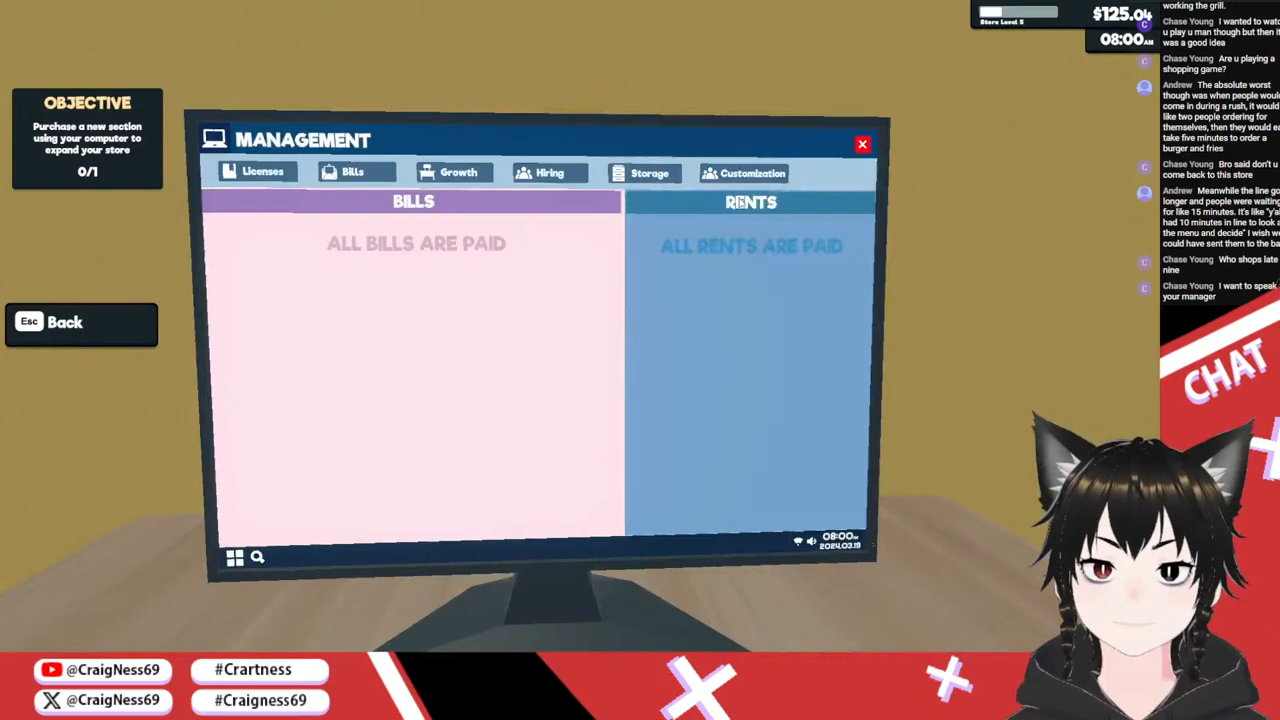 Store Level 5
$125.04
08:00AM
OBJECTIVE
Purchase a new section
using your computer to
expand your store
0/1
Esc Back
MANAGEMENT
Licenses Bills Growth Hiring Storage Customization
BILLS
RENTS
ALL BILLS ARE PAID
ALL RENTS ARE PAID
08:00
2024.03.19
working the grill.
Chase Young I wanted to
u play u man though but then it
was a good idea
Chase Young Are u playing a
shopping game?
Andrew The absolute worst
though was when people would
come in during a rush, it would
like two people ordering for
themselves, then they would
take five minutes to order a
burger and fries
Chase Young Bro said don't u
come back to this store
Andrew Meanwhile the line
longer and people were waiting
for like 15 minutes. It's like
had 10 minutes in line to look
the menu and decide" I wish
could have sent them to the
Chase Young Who shops late
nine
Chase Young I want to speak
your manager
CHAT
@CraigNess69
#Crartness
@CraigNess69
#Craigness69